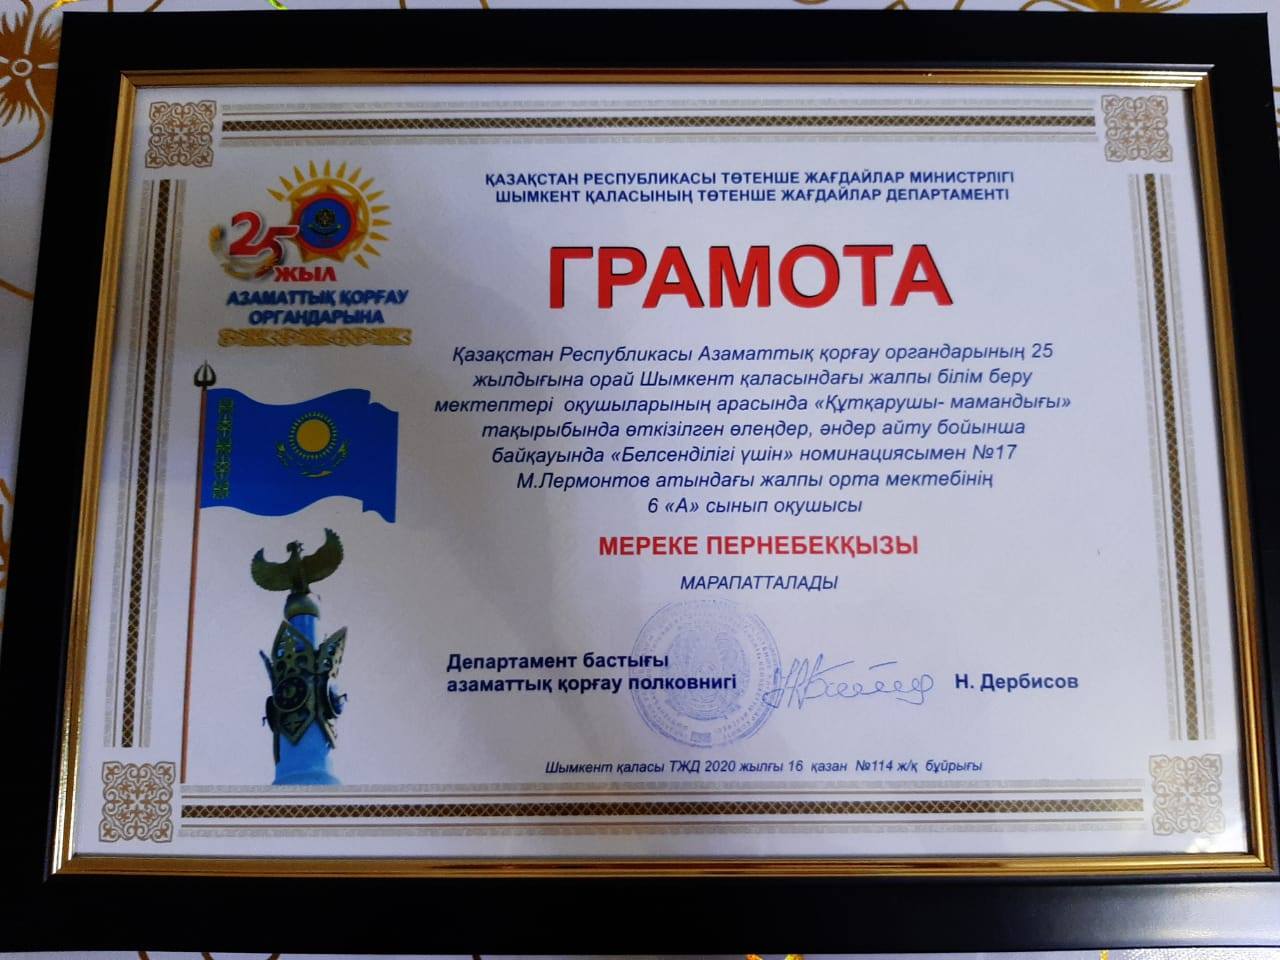 ҚАЗАҚСТАН РЕСПУБЛИКАСЫ ТӨТЕНШЕ ЖАҒДАЙЛАР МИНИСТРЛІГІ
ШЫМКЕНТ ҚАЛАСЫНЫҢ ТӨТЕНШЕ ЖАҒДАЙЛАР ДЕПАРТАМЕНТІ
25
ЖЫЛ
АЗАМАТТЫҚ ҚОРҒАУ
ОРГАНДАРЫНА
ГРАМОТА
Қазақстан Республикасы Азаматтық қорғау органдарының 25
жылдығына орай Шымкент қаласындағы жалпы білім беру
мектептері оқушыларының арасында «Құтқарушы- мамандығы»
тақырыбында өткізілген өлеңдер, әндер айту бойынша
байқауында «Белсенділігі үшін» номинациясымен №17
М.Лермонтов атындағы жалпы орта мектебінің
6 «А» сынып оқушысы
МЕРЕКЕ ПЕРНЕБЕКҚЫЗЫ
МАРАПАТТАЛАДЫ
Департамент бастығы
азаматтық қорғау полковнигі Н. Дербисов
Шымкент қаласы ТЖД 2020 жылғы 16 қазан №114 ж/қ бұйрығы